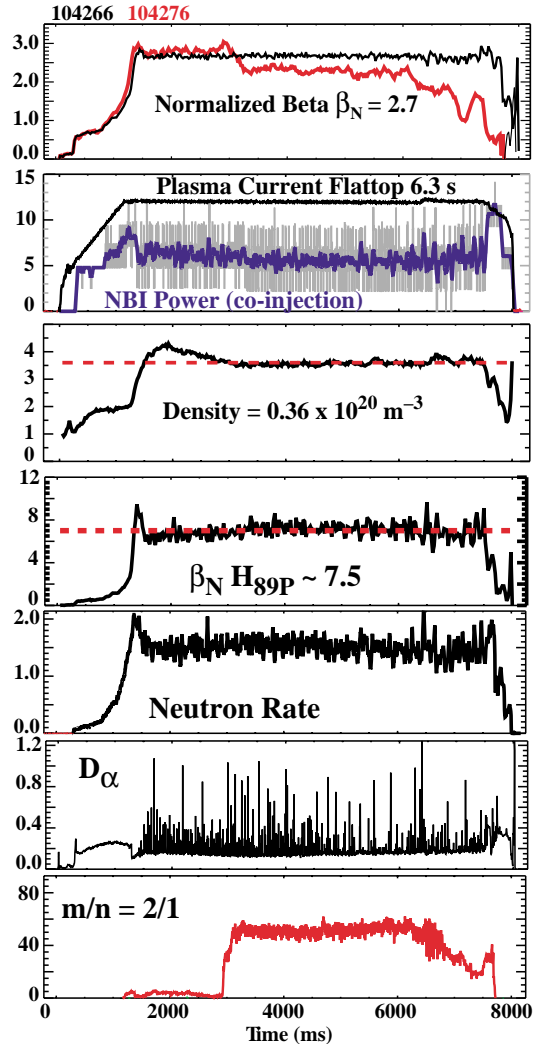 104266 104276
3.0
2.0
1.0
0.0
Normalized Beta β_N = 2.7
15
10
5
0
Plasma Current Flattop 6.3 s
NBI Power (co-injection)
5
4
3
2
1
0
Density = 0.36 x 10^20 m^−3
12
8
4
0
β_N H_89P ~ 7.5
2.0
1.0
0.0
Neutron Rate
1.2
0.8
0.4
0.0
D_α
80
40
0
m/n = 2/1
0 2000 4000 6000 8000
Time (ms)